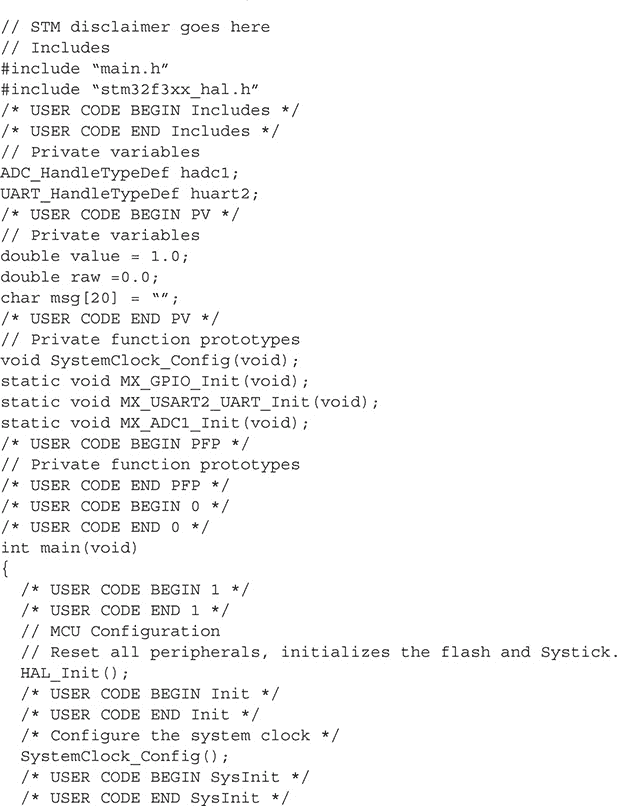 // STM disclaimer goes here
// Includes
#include “main.h”
#include “stm32f3xx_hal.h”
/* USER CODE BEGIN Includes */
/* USER CODE END Includes */
// Private variables
ADC_HandleTypeDef hadc1;
UART_HandleTypeDef huart2;
/* USER CODE BEGIN PV */
// Private variables
double value = 1.0;
double raw =0.0;
char msg[20] = “”;
/* USER CODE END PV */
// Private function prototypes
void SystemClock_Config(void);
static void MX_GPIO_Init(void);
static void MX_USART2_UART_Init(void);
static void MX_ADC1_Init(void);
/* USER CODE BEGIN PFP */
// Private function prototypes
/* USER CODE END PFP */
/* USER CODE BEGIN 0 */
/* USER CODE END 0 */
int main(void)
{
  /* USER CODE BEGIN 1 */
  /* USER CODE END 1 */
  // MCU Configuration
  // Reset all peripherals, initializes the flash and Systick.
  HAL_Init();
  /* USER CODE BEGIN Init */
  /* USER CODE END Init */
  /* Configure the system clock */
  SystemClock_Config();
  /* USER CODE BEGIN SysInit */
  /* USER CODE END SysInit */